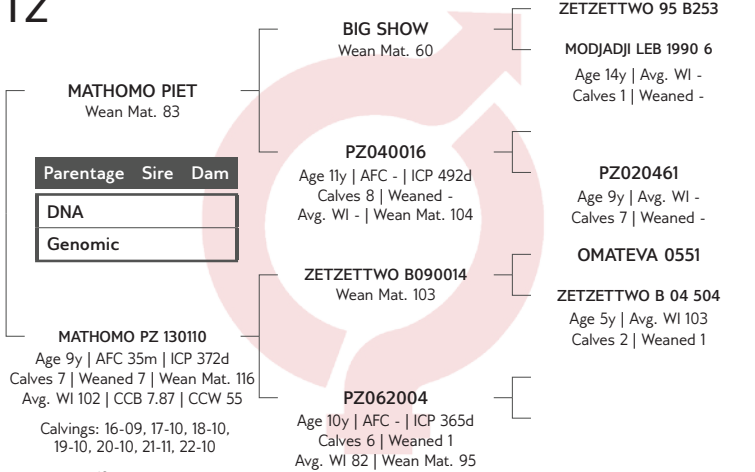 12
MATHOMO PIET
Wean Mat. 83
Parentage Sire Dam
DNA
Genomic
MATHOMO PZ 130110
Age 9y | AFC 35m | ICP 372d
Calves 7 | Weaned 7 | Wean Mat. 116
Avg. WI 102 | CCB 7.87 | CCW 55
Calvings: 16-09, 17-10, 18-10,
19-10, 20-10, 21-11, 22-10
BIG SHOW
Wean Mat. 60
PZ040016
Age 11y | AFC - | ICP 492d
Calves 8 | Weaned -
Avg. WI - | Wean Mat. 104
ZETZETTWO B090014
Wean Mat. 103
PZ062004
Age 10y | AFC - | ICP 365d
Calves 6 | Weaned 1
Avg. WI 82 | Wean Mat. 95
ZETZETTWO 95 B253
MODJADJI LEB 1990 6
Age 14y | Avg. WI -
Calves 1 | Weaned -
PZ020461
Age 9y | Avg. WI -
Calves 7 | Weaned -
OMATEVA 0551
ZETZETTWO B 04 504
Age 5y | Avg. WI 103
Calves 2 | Weaned 1